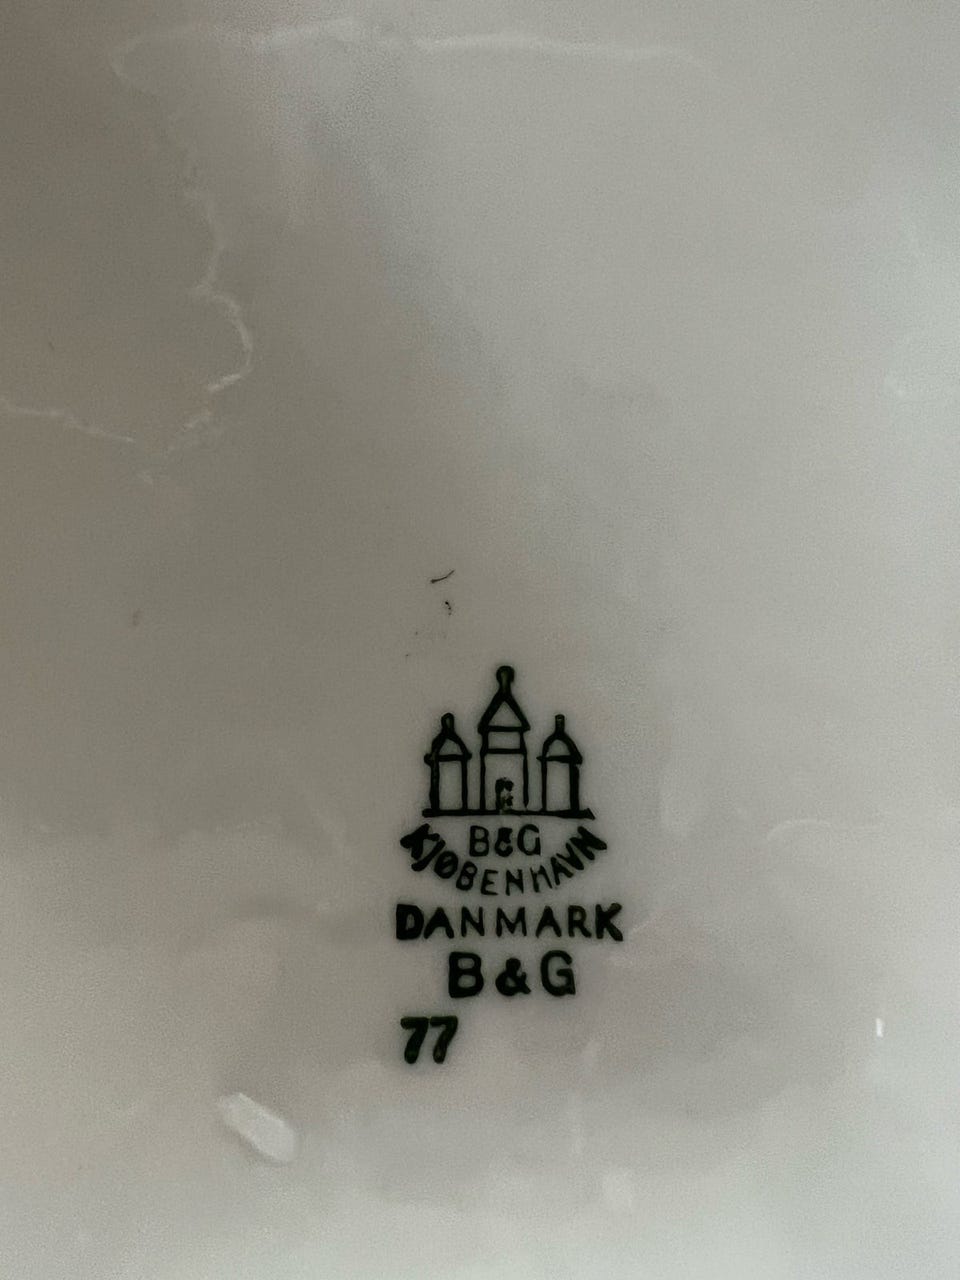 B&G
KJØBENHAVN
DANMARK
B & G
77